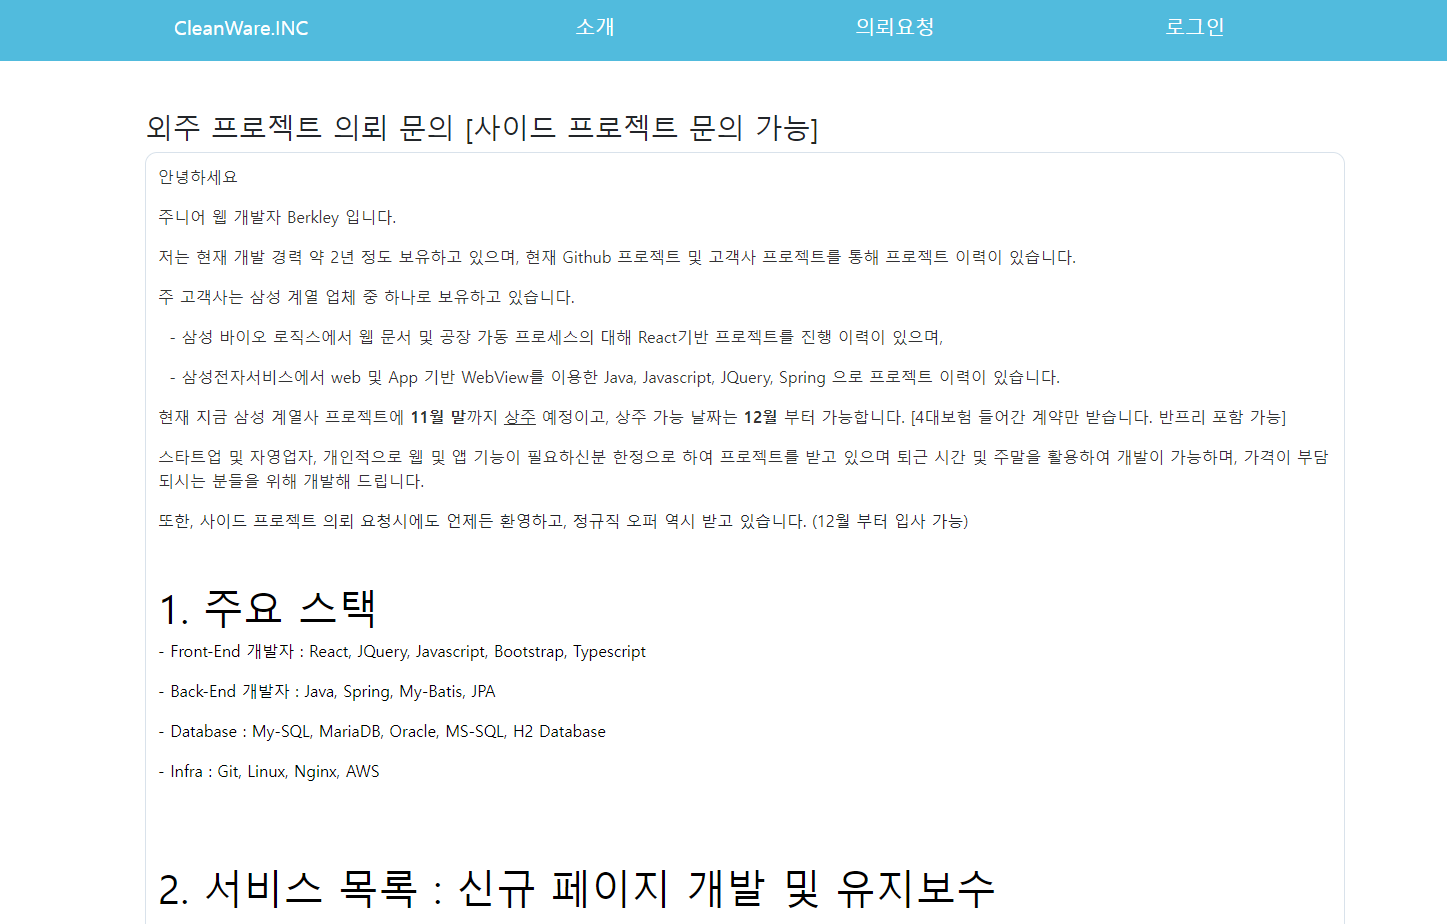 CleanWare.INC
소개
의뢰요청
로그인
외주 프로젝트 의뢰 문의 [사이드 프로젝트 문의 가능]
안녕하세요
주니어 웹 개발자 Berkley 입니다.
저는 현재 개발 경력 약 2년 정도 보유하고 있으며, 현재 Github 프로젝트 및 고객사 프로젝트를 통해 프로젝트 이력이 있습니다.
주 고객사는 삼성 계열 업체 중 하나로 보유하고 있습니다.
- 삼성 바이오 로직스에서 웹 문서 및 공장 가동 프로세스의 대해 React기반 프로젝트를 진행 이력이 있으며,
- 삼성전자서비스에서 web 및 App 기반 WebView를 이용한 Java, Javascript, JQuery, Spring 으로 프로젝트 이력이 있습니다.
현재 지금 삼성 계열사 프로젝트에 11월 말까지 상주 예정이고, 상주 가능 날짜는 12월 부터 가능합니다. [4대보험 들어간 계약만 받습니다. 반프리 포함 가능]
스타트업 및 자영업자, 개인적으로 웹 및 앱 기능이 필요하신분 한정으로 하여 프로젝트를 받고 있으며 퇴근 시간 및 주말을 활용하여 개발이 가능하며, 가격이 부담
되시는 분들을 위해 개발해 드립니다.
또한, 사이드 프로젝트 의뢰 요청시에도 언제든 환영하고, 정규직 오퍼 역시 받고 있습니다. (12월 부터 입사 가능)
1. 주요 스택
- Front-End 개발자 : React, JQuery, Javascript, Bootstrap, Typescript
- Back-End 개발자 : Java, Spring, My-Batis, JPA
- Database : My-SQL, MariaDB, Oracle, MS-SQL, H2 Database
- Infra : Git, Linux, Nginx, AWS
2. 서비스 목록 : 신규 페이지 개발 및 유지보수